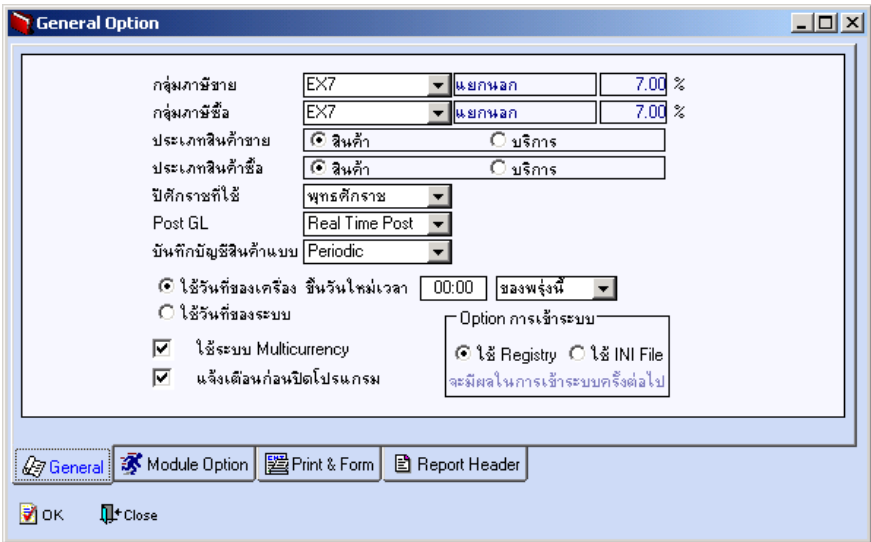 General Option
กลุ่มภาษีขาย EX7 แยกนอก 7.00 %
กลุ่มภาษีซื้อ EX7 แยกนอก 7.00 %
ประเภทสินค้าขาย สินค้า บริการ
ประเภทสินค้าซื้อ สินค้า บริการ
ปีศักราชที่ใช้ พุทธศักราช
Post GL Real Time Post
บันทึกบัญชีสินค้าแบบ Periodic
ใช้วันที่ของเครื่อง ขึ้นวันใหม่เวลา 00:00 ของพรุ่งนี้
ใช้วันที่ของระบบ
Option การเข้าระบบ
ใช้ระบบ Multicurrency
ใช้ Registry ใช้ INI File
แจ้งเตือนก่อนปิดโปรแกรม
จะมีผลในการเข้าระบบครั้งต่อไป
General Module Option Print & Form Report Header
OK Close